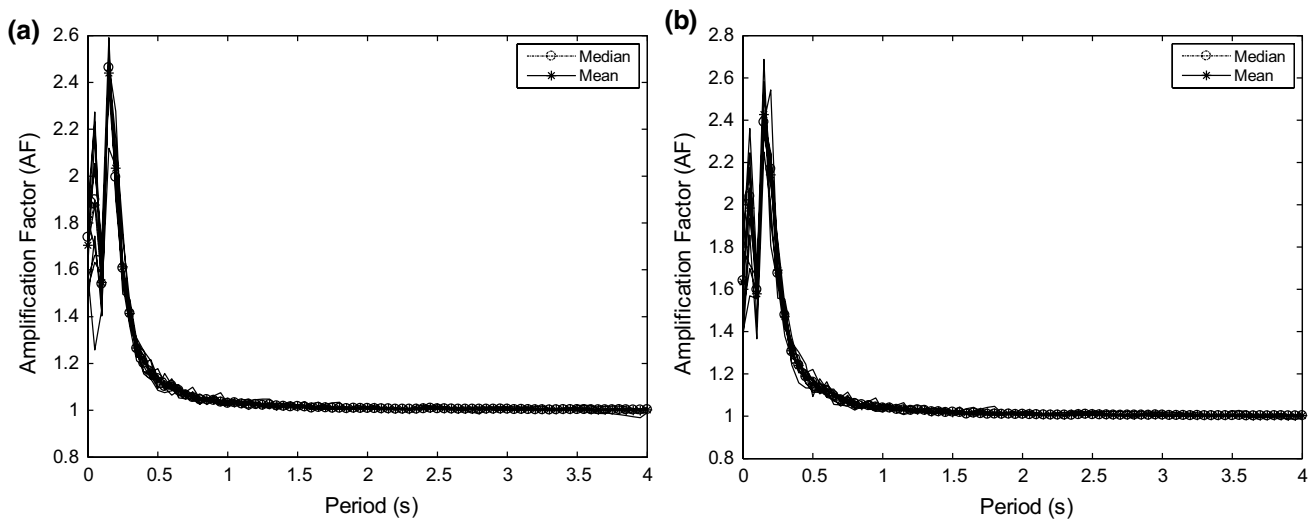 (a)
2.6
2.4
2.2
2
1.8
1.6
1.4
1.2
1
0.8
Amplification Factor (AF)
0 0.5 1 1.5 2 2.5 3 3.5 4
Period (s)
Median
Mean
(b)
2.8
2.6
2.4
2.2
2
1.8
1.6
1.4
1.2
1
0.8
Amplification Factor (AF)
0 0.5 1 1.5 2 2.5 3 3.5 4
Period (s)
Median
Mean